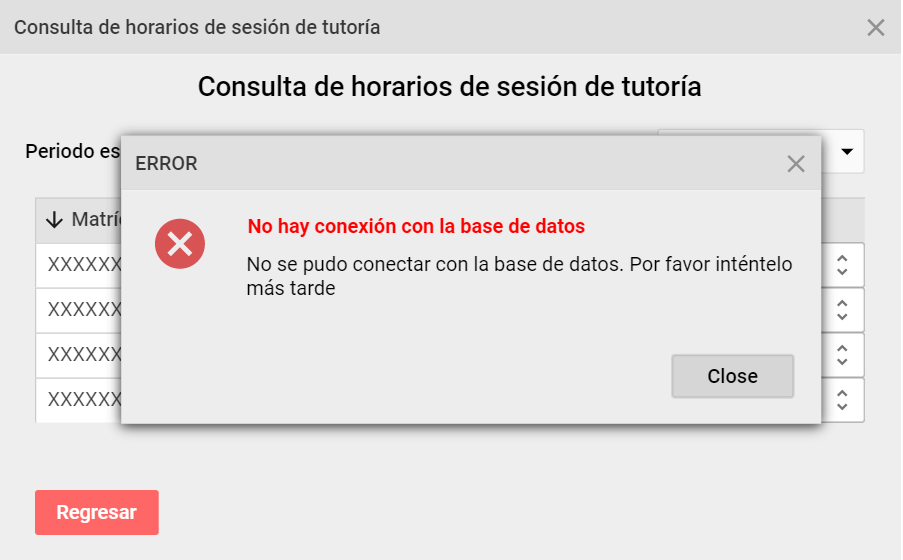 Consulta de horarios de sesión de tutoría
Consulta de horarios de sesión de tutoría
Periodo es
ERROR
Matríc
No hay conexión con la base de datos
XXXXXX
No se pudo conectar con la base de datos. Por favor inténtelo
más tarde
XXXXXX
XXXXXX
Close
XXXXXX
Regresar